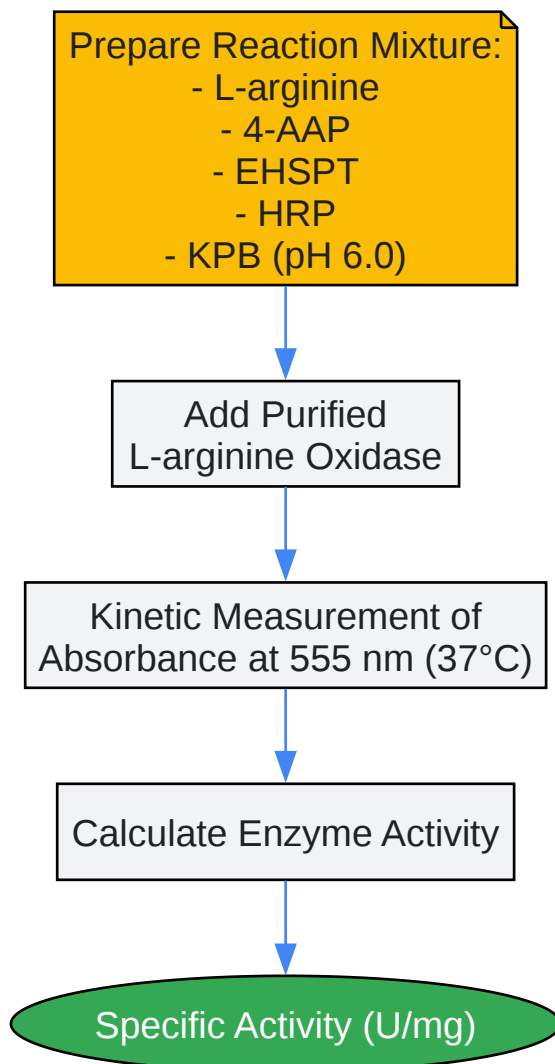 Prepare Reaction Mixture:
- L-arginine
- 4-AAP
- EHSPT
- HRP
- KPB (pH 6.0)
Add Purified
L-arginine Oxidase
Kinetic Measurement of
Absorbance at 555 nm (37°C)
Calculate Enzyme Activity
Specific Activity (U/mg)